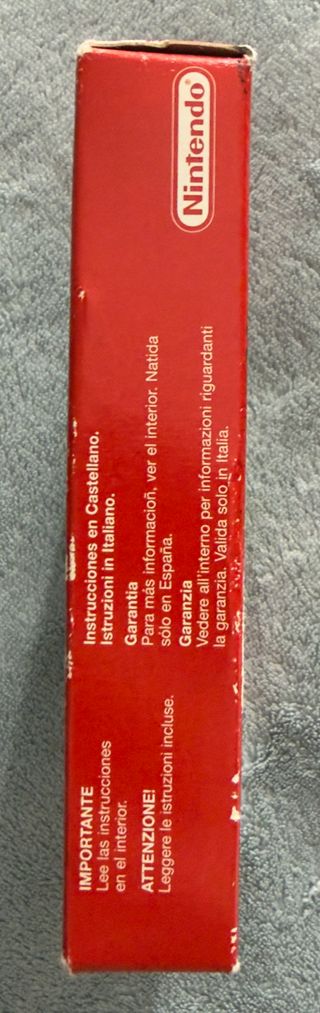 IMPORTANTE
Lee las instrucciones
en el interior.
ATTENZIONE!
Leggere le istruzioni incluse.
Instrucciones en Castellano.
Istruzioni in Italiano.
Garantia
Para más informacioñ, ver el interior. Natida
sólo en España.
Garanzia
Vedere all'interno per informazioni riguardanti
la garanzia. Valida solo in Italia.
Nintendo®